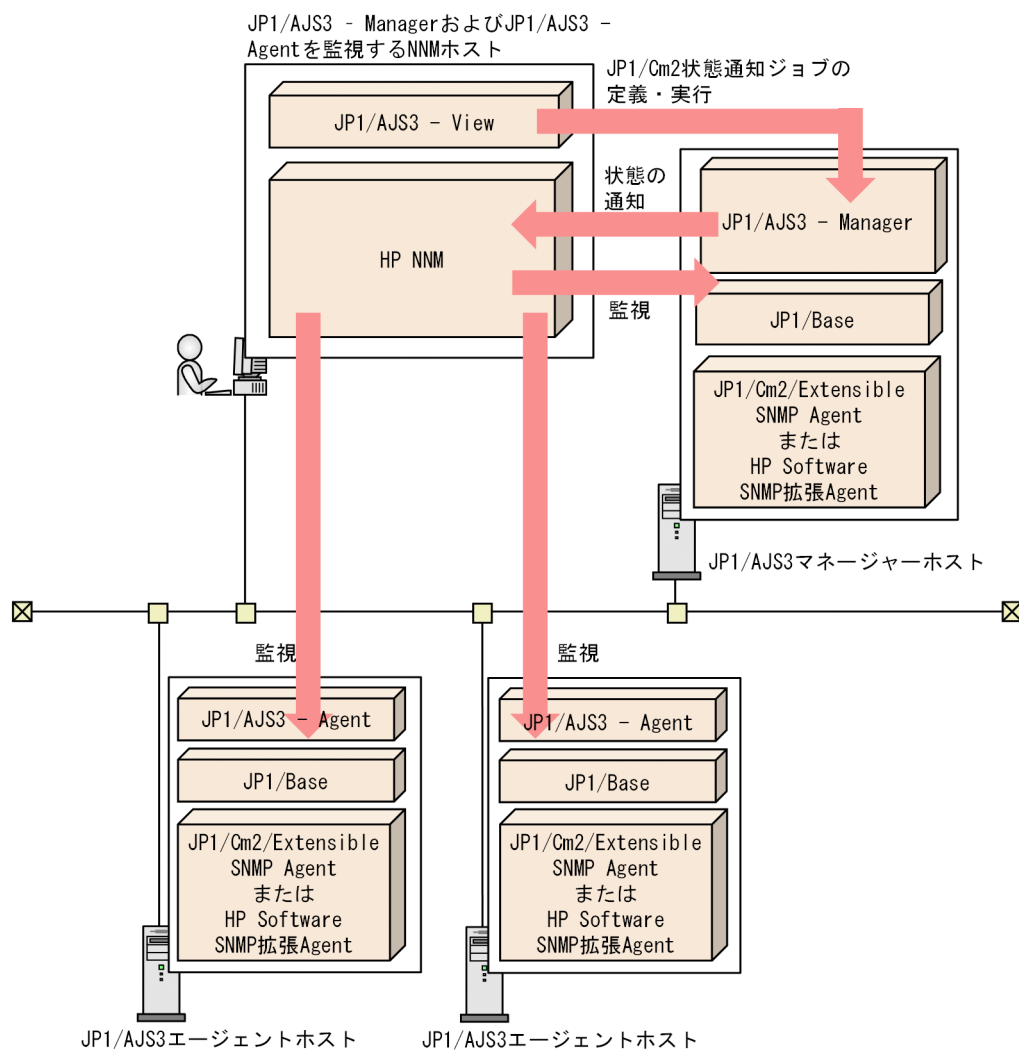 JP1/AJS3 - ManagerおよびJP1/AJS3 -
Agentを監視するNNMホスト
JP1/Cm2状態通知ジョブの
定義・実行
JP1/AJS3 - View
状態の
通知
JP1/AJS3 - Manager
HP NNM
監視
JP1/Base
JP1/Cm2/Extensible
SNMP Agent
または
HP Software
SNMP拡張Agent
JP1/AJS3マネージャーホスト
監視
監視
JP1/AJS3 - Agent
JP1/Base
JP1/Cm2/Extensible
SNMP Agent
または
HP Software
SNMP拡張Agent
JP1/AJS3エージェントホスト
JP1/AJS3 - Agent
JP1/Base
JP1/Cm2/Extensible
SNMP Agent
または
HP Software
SNMP拡張Agent
JP1/AJS3エージェントホスト